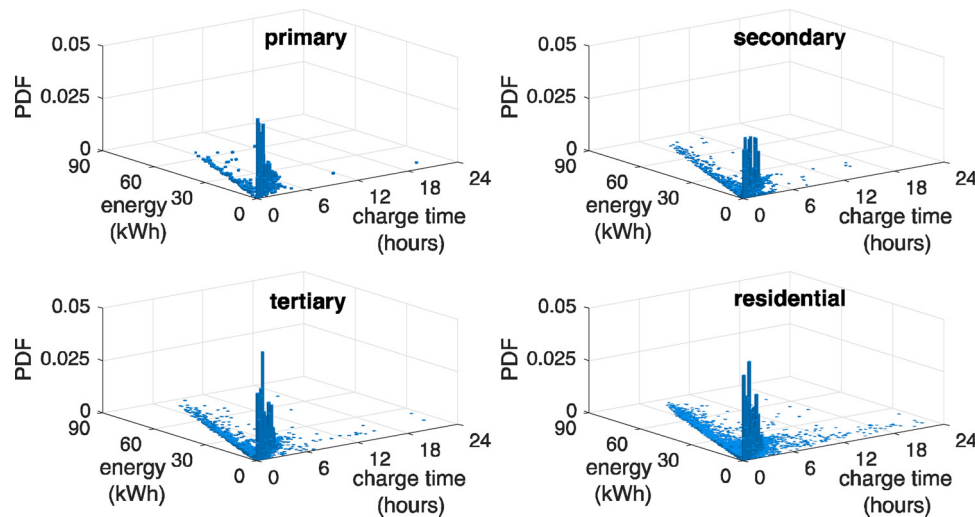 primary
0.05
0.025
0
PDF
90
60
30
0
energy
(kWh)
0
6
12
18
24
charge time
(hours)
secondary
0.05
0.025
0
PDF
90
60
30
0
energy
(kWh)
0
6
12
18
24
charge time
(hours)
tertiary
0.05
0.025
0
PDF
90
60
30
0
energy
(kWh)
0
6
12
18
24
charge time
(hours)
residential
0.05
0.025
0
PDF
90
60
30
0
energy
(kWh)
0
6
12
18
24
charge time
(hours)